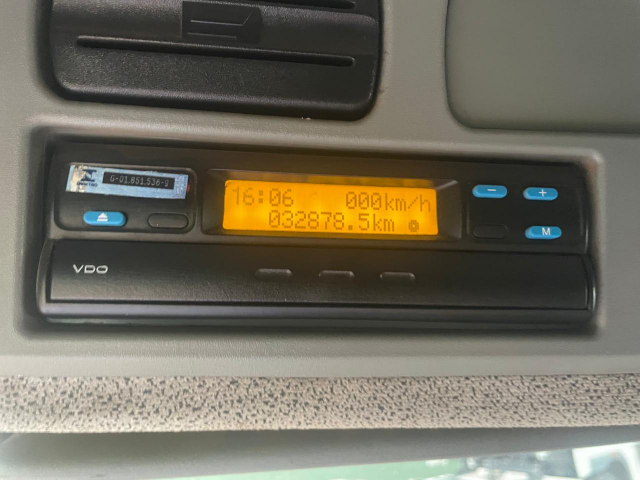 G-01.851.536-9
16:06 000km/h
032878.5km
− +
M
VDO